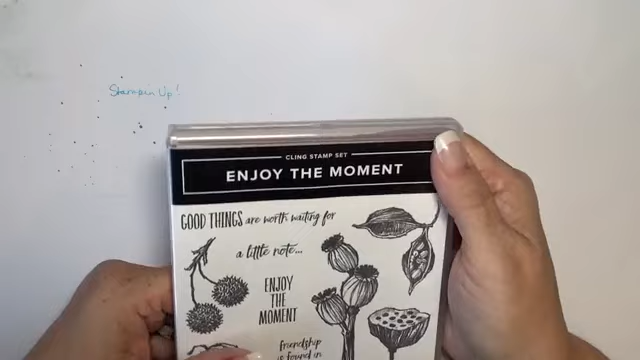 Stampin Up!
CLING STAMP SET
ENJOY THE MOMENT
GOOD THINGS are worth waiting for
a little note...
ENJOY
THE
MOMENT
Friendship
is found in